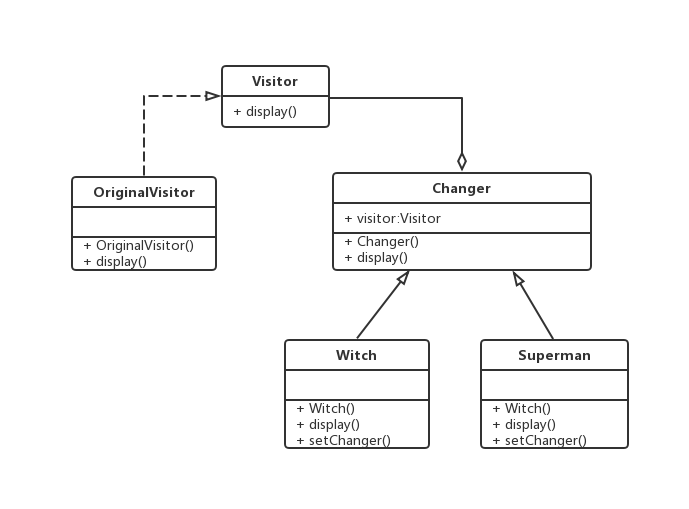 Visitor
+ display()
OriginalVisitor
+ OriginalVisitor()
+ display()
Changer
+ visitor:Visitor
+ Changer()
+ display()
Witch
+ Witch()
+ display()
+ setChanger()
Superman
+ Witch()
+ display()
+ setChanger()